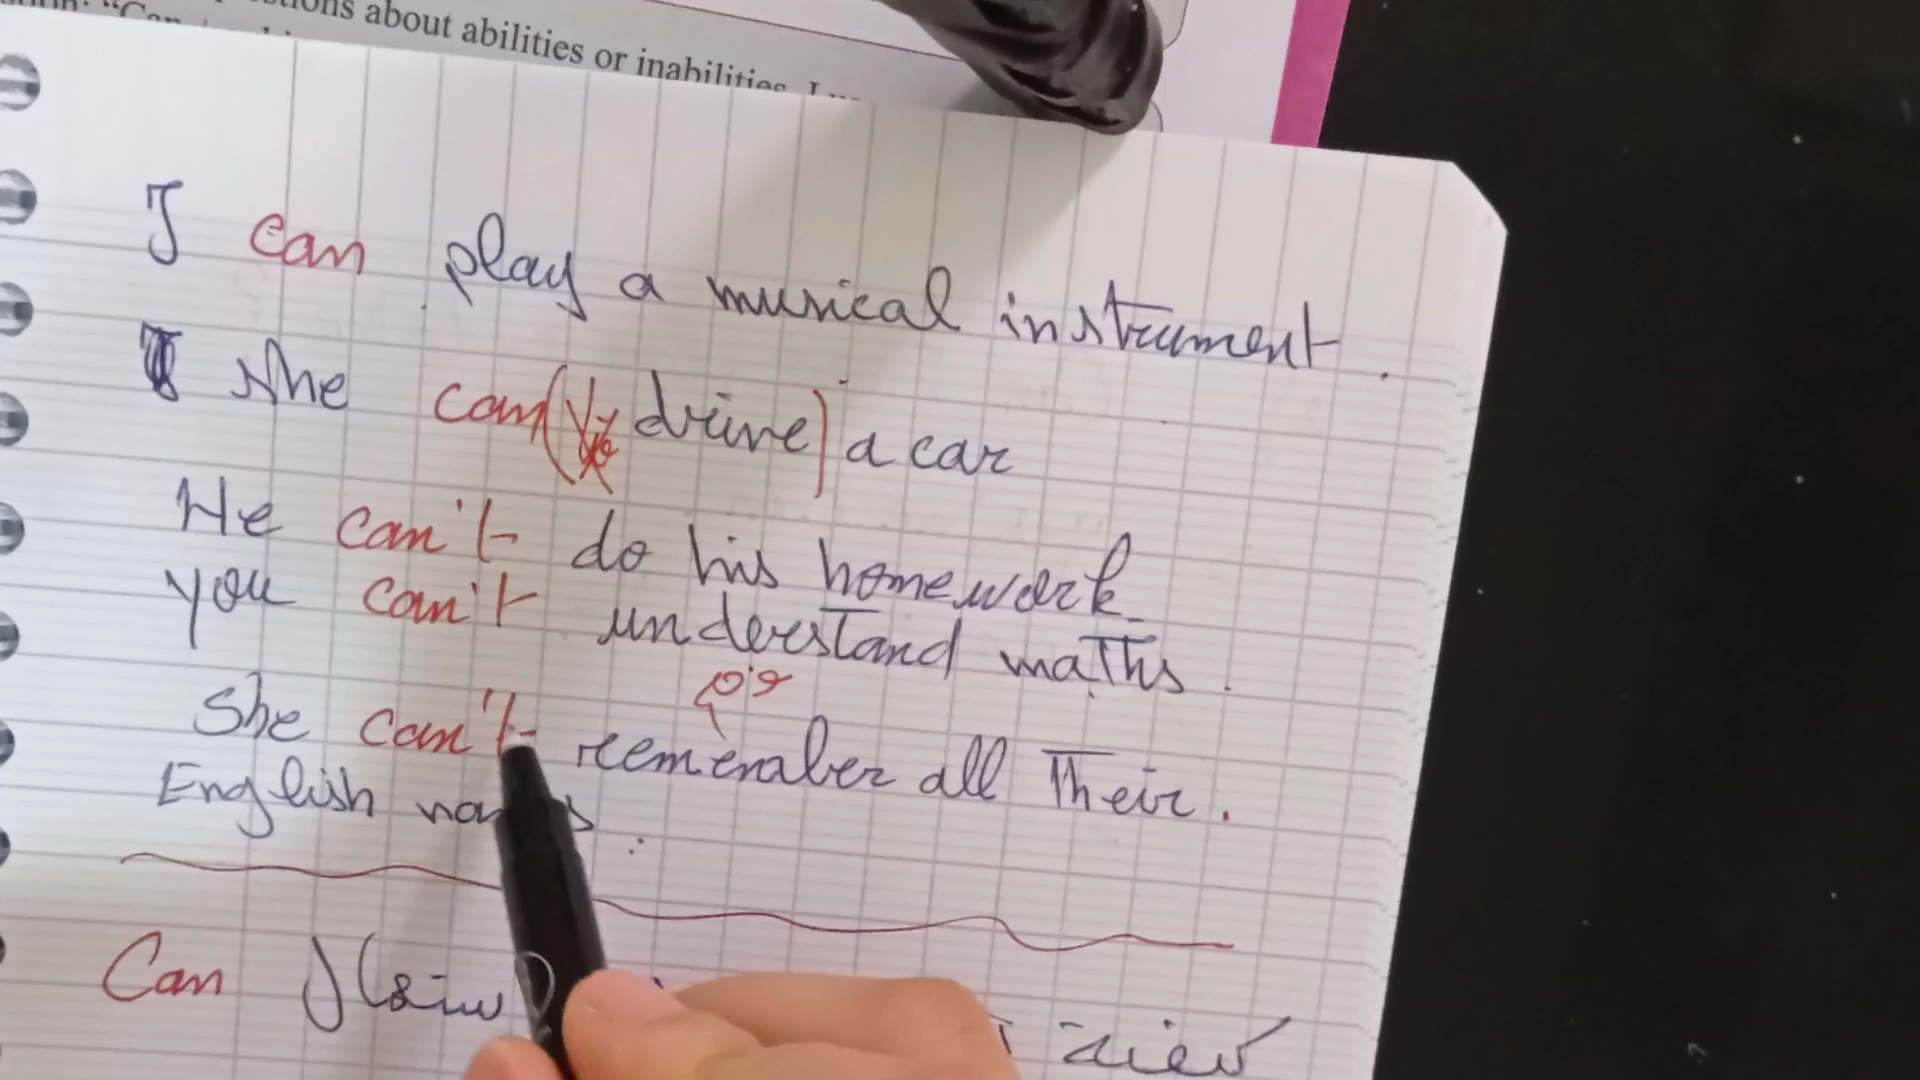 about abilities or inabilities.
I can play a musical instrument.
She can drive a car
He can't do his homework
you can't understand maths.
She can't rememember all Their.
English
Can